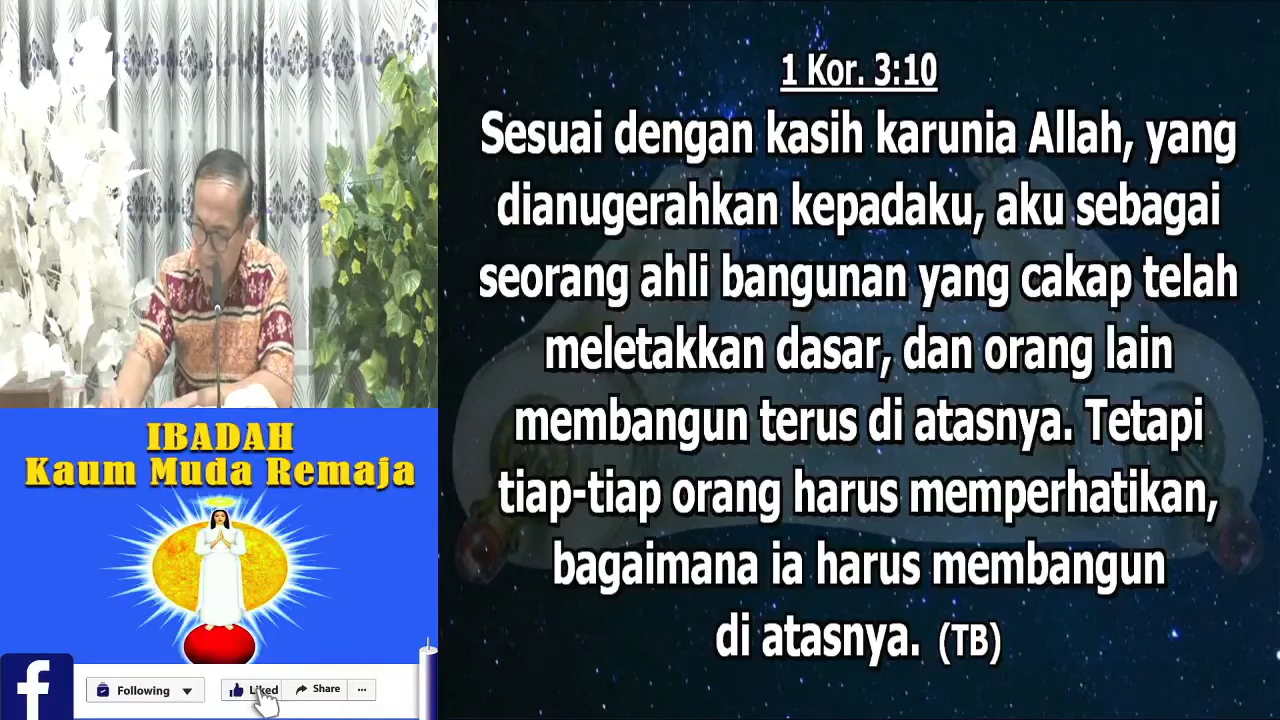 1 Kor. 3:10
Sesuai dengan kasih karunia Allah, yang
dianugerahkan kepadaku, aku sebagai
seorang ahli bangunan yang cakap telah
meletakkan dasar, dan orang lain
membangun terus di atasnya. Tetapi
tiap-tiap orang harus memperhatikan,
bagaimana ia harus membangun
di atasnya. (TB)
IBADAH
Kaum Muda Remaja
f
Following
Liked
Share